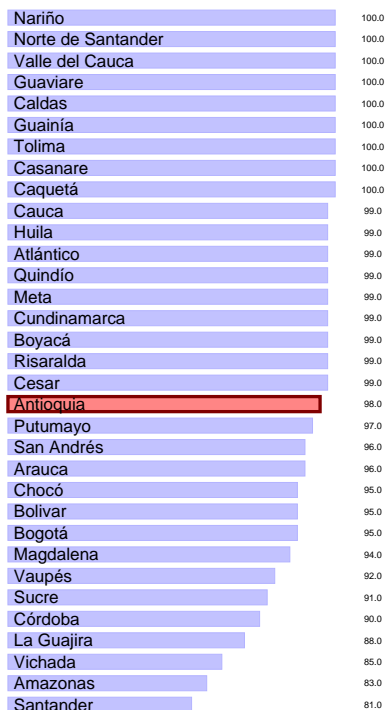 Nariño 100.0
Norte de Santander 100.0
Valle del Cauca 100.0
Guaviare 100.0
Caldas 100.0
Guainía 100.0
Tolima 100.0
Casanare 100.0
Caquetá 100.0
Cauca 99.0
Huila 99.0
Atlántico 99.0
Quindío 99.0
Meta 99.0
Cundinamarca 99.0
Boyacá 99.0
Risaralda 99.0
Cesar 99.0
Antioquia 98.0
Putumayo 97.0
San Andrés 96.0
Arauca 96.0
Chocó 95.0
Bolivar 95.0
Bogotá 95.0
Magdalena 94.0
Vaupés 92.0
Sucre 91.0
Córdoba 90.0
La Guajira 88.0
Vichada 85.0
Amazonas 83.0
Santander 81.0